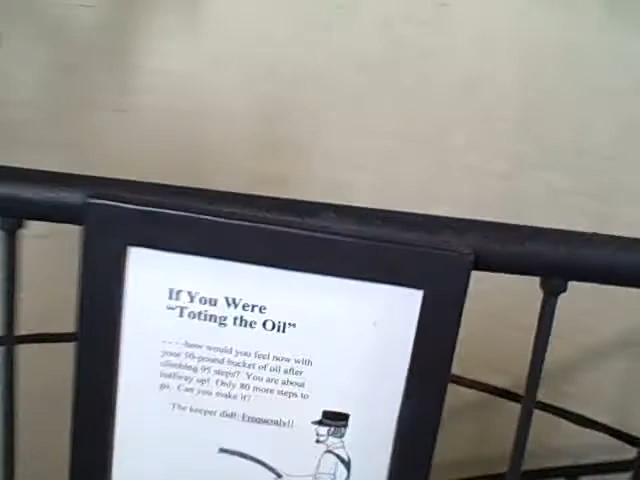 If You Were
"Toting the Oil"
- - - -how would you feel now with
your 50-pound bucket of oil after
climbing 95 steps? You are about
halfway up! Only 80 more steps to
go. Can you make it?
The keeper did!! Frequently!!